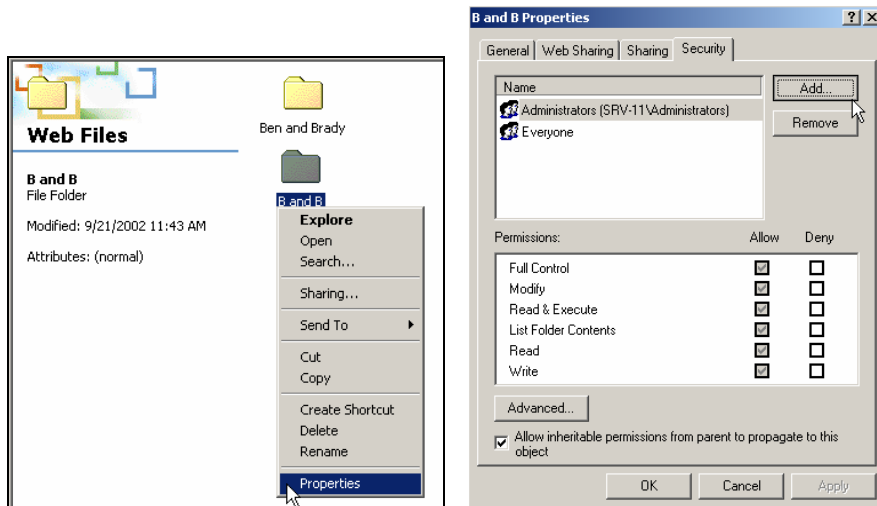 Web Files
B and B
File Folder
Modified: 9/21/2002 11:43 AM
Attributes: (normal)
Ben and Brady
B and B
Explore
Open
Search...
Sharing...
Send To
Cut
Copy
Create Shortcut
Delete
Rename
Properties
B and B Properties
General Web Sharing Sharing Security
Name
Administrators (SRV-11\Administrators)
Everyone
Add...
Remove
Permissions: Allow Deny
Full Control
Modify
Read & Execute
List Folder Contents
Read
Write
Advanced...
Allow inheritable permissions from parent to propagate to this
object
OK Cancel Apply